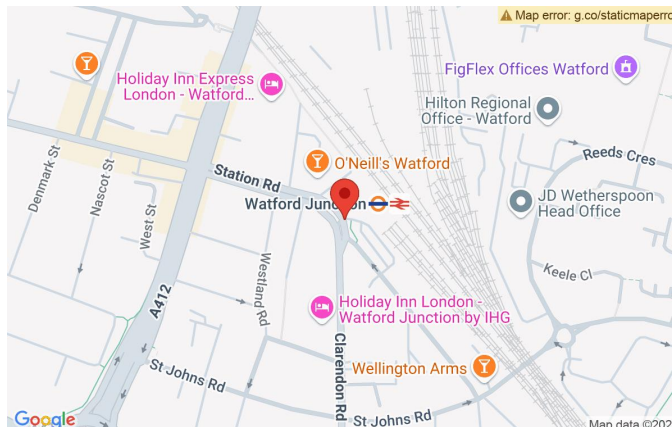 Map error: g.co/staticmaperro
Holiday Inn Express
London - Watford...
FigFlex Offices Watford
Hilton Regional
Office - Watford
O'Neill's Watford
Reeds Cres
Denmark St
Nascot St
West St
Station Rd
Watford Junction
JD Wetherspoon
Head Office
Keele Cl
A412
Westland Rd
Holiday Inn London -
Watford Junction by IHG
Clarendon Rd
St Johns Rd
Wellington Arms
St Johns Rd
Google
Map data ©202